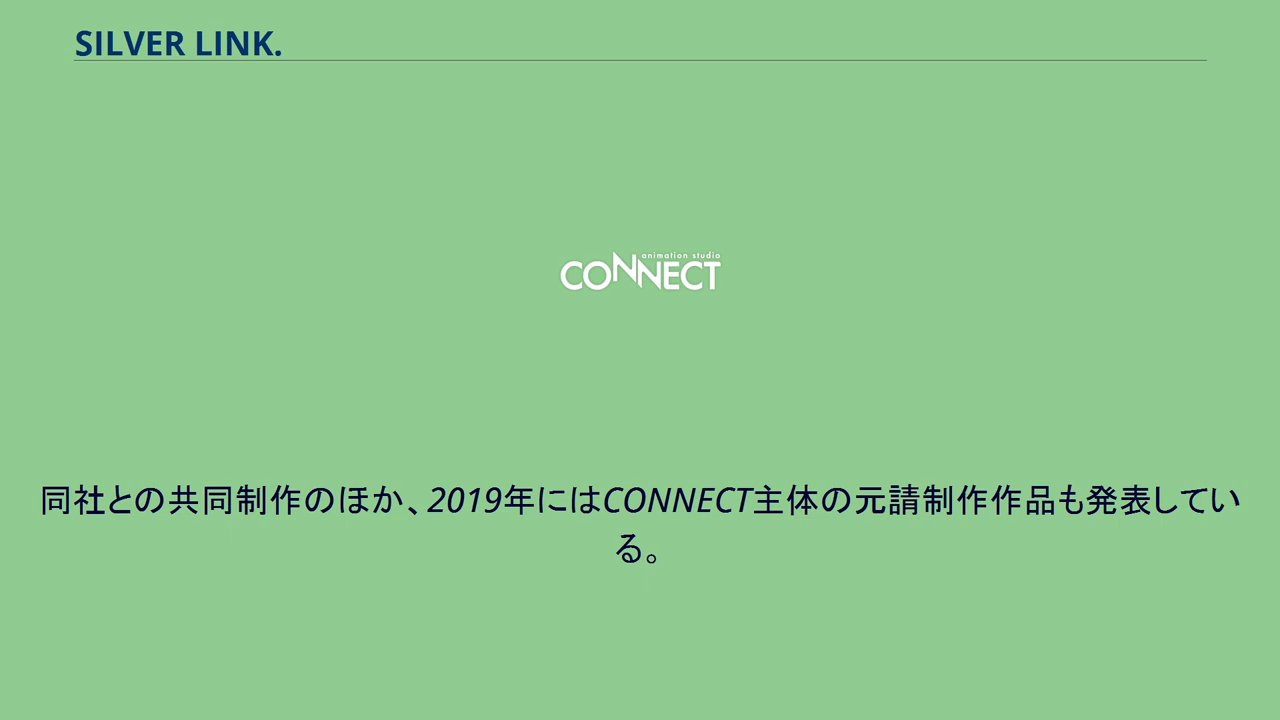 SILVER LINK.
animation studio
CONNECT
同社との共同制作のほか、2019年にはCONNECT主体の元請制作作品も発表してい
る。